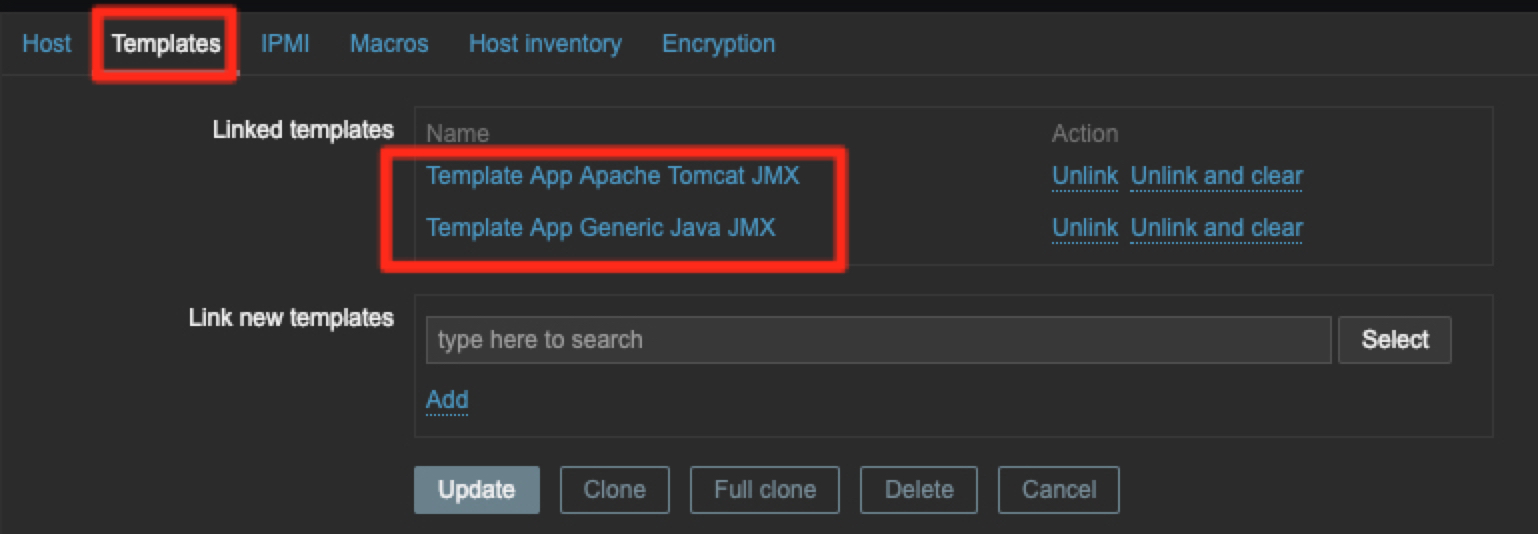 Host Templates IPMI Macros Host inventory Encryption
Linked templates Name Action
Template App Apache Tomcat JMX Unlink Unlink and clear
Template App Generic Java JMX Unlink Unlink and clear
Link new templates
type here to search Select
Add
Update Clone Full clone Delete Cancel